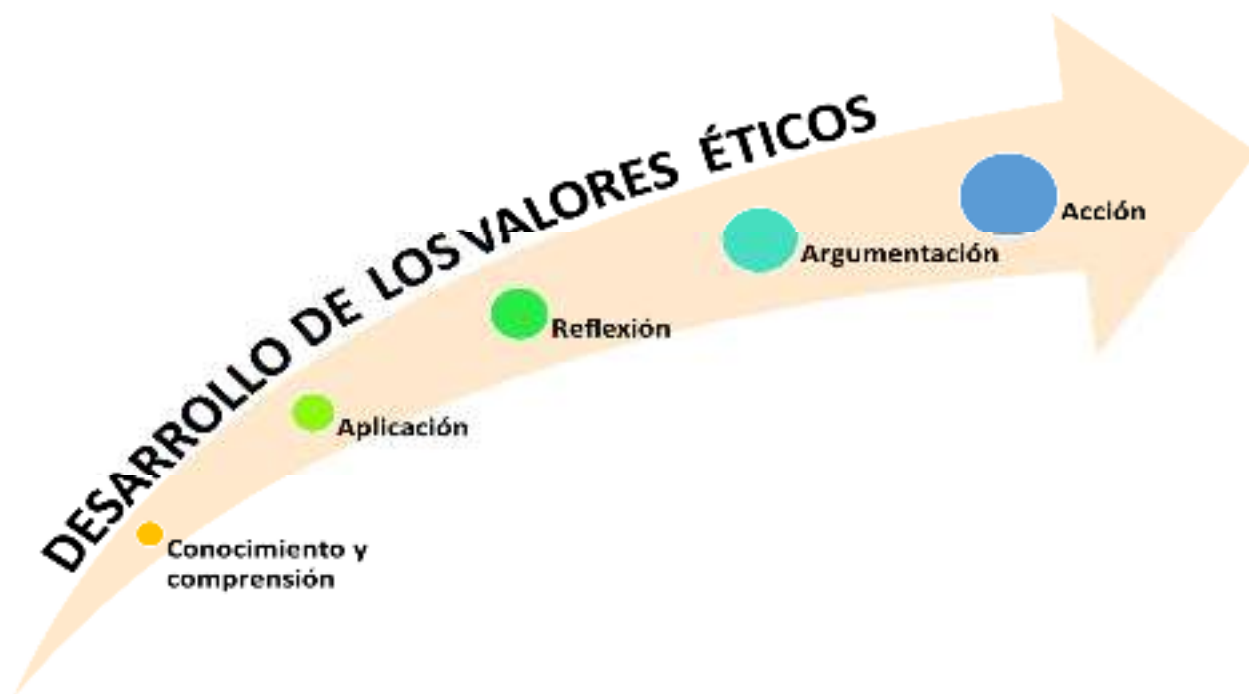 DESARROLLO DE LOS VALORES ÉTICOS
Acción
Argumentación
Reflexión
Aplicación
Conocimiento y
comprensión